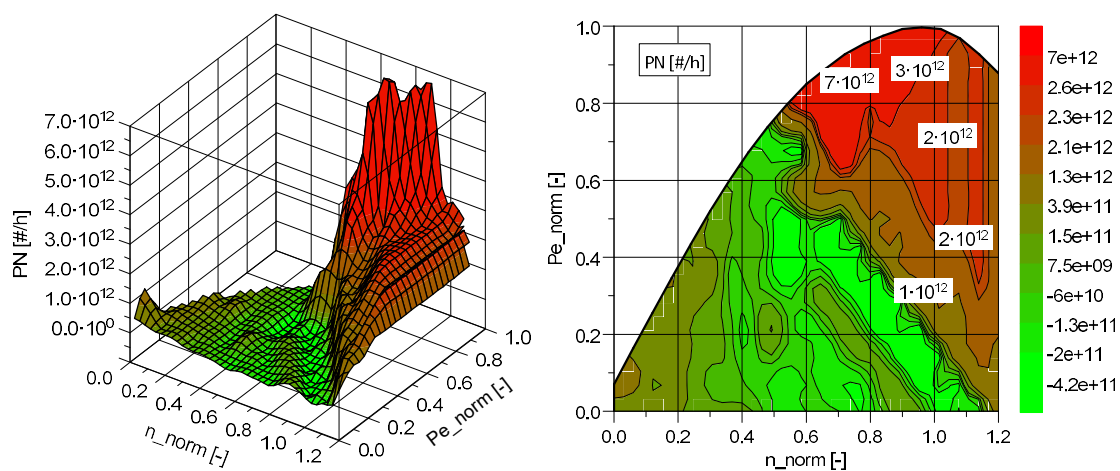 PN [#/h]
7.0·10¹²
6.0·10¹²
5.0·10¹²
4.0·10¹²
3.0·10¹²
2.0·10¹²
1.0·10¹²
0.0·10⁰
0.0
0.2
0.4
0.6
0.8
1.0
1.2
n_norm [-]
0.0
0.2
0.4
0.6
0.8
1.0
Pe_norm [-]
PN [#/h]
7·10¹²
3·10¹²
2·10¹²
2·10¹²
1·10¹²
1.0
0.8
0.6
0.4
0.2
0.0
Pe_norm [-]
0.0 0.2 0.4 0.6 0.8 1.0 1.2
n_norm [-]
7e+12
2.6e+12
2.3e+12
2.1e+12
1.3e+12
3.9e+11
1.5e+11
7.5e+09
-6e+10
-1.3e+11
-2e+11
-4.2e+11